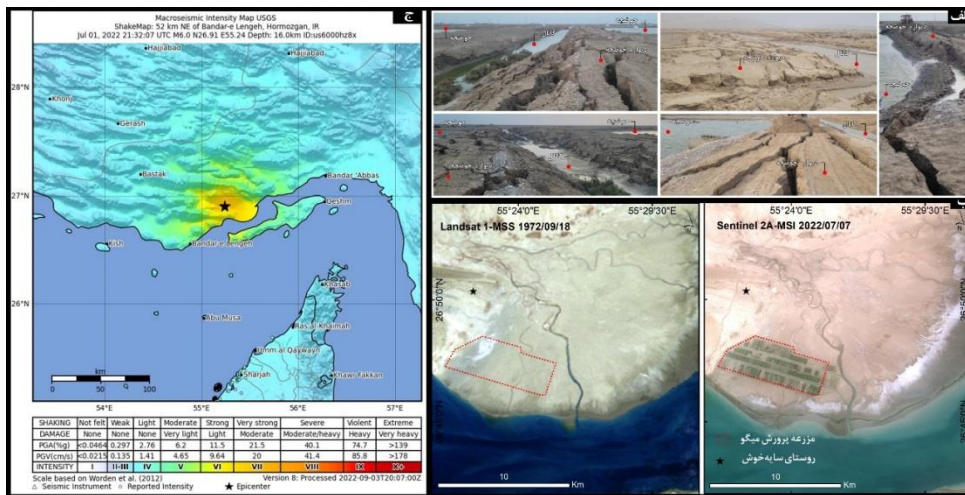 ج
Macroseismic Intensity Map USGS
ShakeMap: 52 km NE of Bandar-e Lengeh, Hormozgan, IR
Jul 01, 2022 21:32:07 UTC M6.0 N26.91 E55.24 Depth: 16.0km ID:us6000hz8x
Hajjiabad
Hajjiabad
28°N
Khonj
Gerash
Bastak
27°N
Bandar 'Abbas
Qeshm
Kish
Bandar-e Lengeh
26°N
Khasab
Abu Musa
Ras al-Khaimah
Umm al Qaywayn
Sharjah
Khawr Fakkan
km
0 50 100
54°E 55°E 56°E 57°E
SHAKING Not felt Weak Light Moderate Strong Very strong Severe Violent Extreme
DAMAGE None None None Very light Light Moderate Moderate/heavy Heavy Very heavy
PGA(%g) <0.0464 0.297 2.76 6.2 11.5 21.5 40.1 74.7 >139
PGV(cm/s) <0.0215 0.135 1.41 4.65 9.64 20 41.4 85.8 >178
INTENSITY I II-III IV V VI VII VIII IX X+
Scale based on Worden et al. (2012)
Version 8: Processed 2022-09-03T20:07:00Z
△ Seismic Instrument ○ Reported Intensity ★ Epicenter
الف
ب
55°24'0"E 55°29'30"E
55°24'0"E 55°29'30"E
Landsat 1-MSS 1972/09/18
Sentinel 2A-MSI 2022/07/07
26°50'0"N
26°50'0"N
10
Km
10
Km
مزرعه پرورش میگو
روستای سایه‌خوش